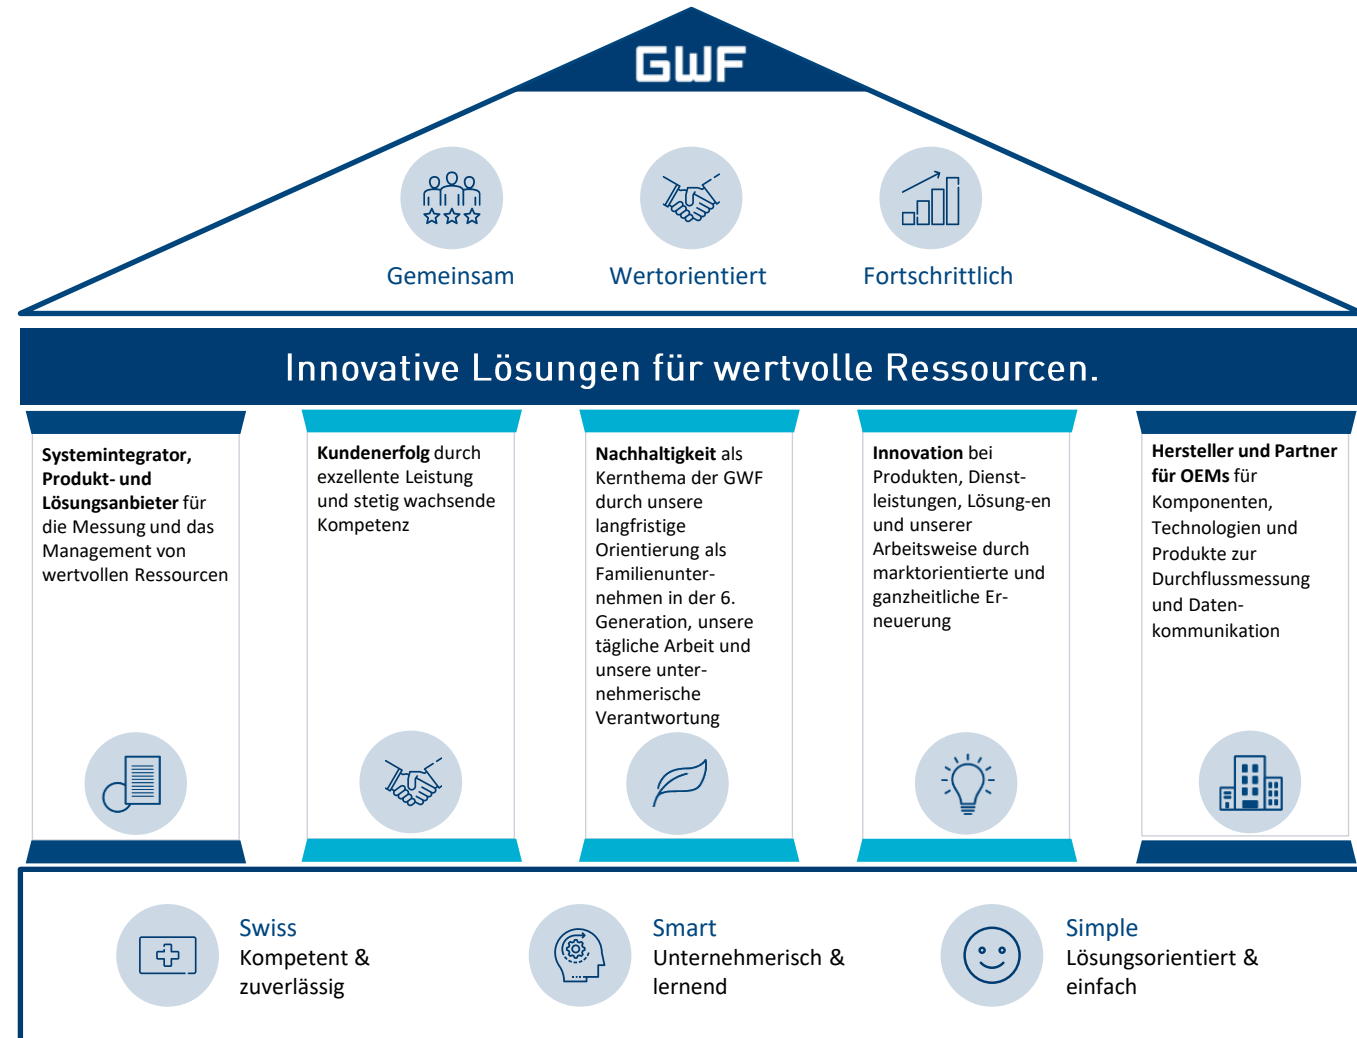 GWF
Gemeinsam
Wertorientiert
Fortschrittlich
Innovative Lösungen für wertvolle Ressourcen.
Systemintegrator,
Produkt- und
Lösungsanbieter für
die Messung und das
Management von
wertvollen Ressourcen
Kundenerfolg durch
exzellente Leistung
und stetig wachsende
Kompetenz
Nachhaltigkeit als
Kernthema der GWF
durch unsere
langfristige
Orientierung als
Familienunter-
nehmen in der 6.
Generation, unsere
tägliche Arbeit und
unsere unter-
nehmerische
Verantwortung
Innovation bei
Produkten, Dienst-
leistungen, Lösung-en
und unserer
Arbeitsweise durch
marktorientierte und
ganzheitliche Er-
neuerung
Hersteller und Partner
für OEMs für
Komponenten,
Technologien und
Produkte zur
Durchflussmessung
und Daten-
kommunikation
Swiss
Kompetent &
zuverlässig
Smart
Unternehmerisch &
lernend
Simple
Lösungsorientiert &
einfach